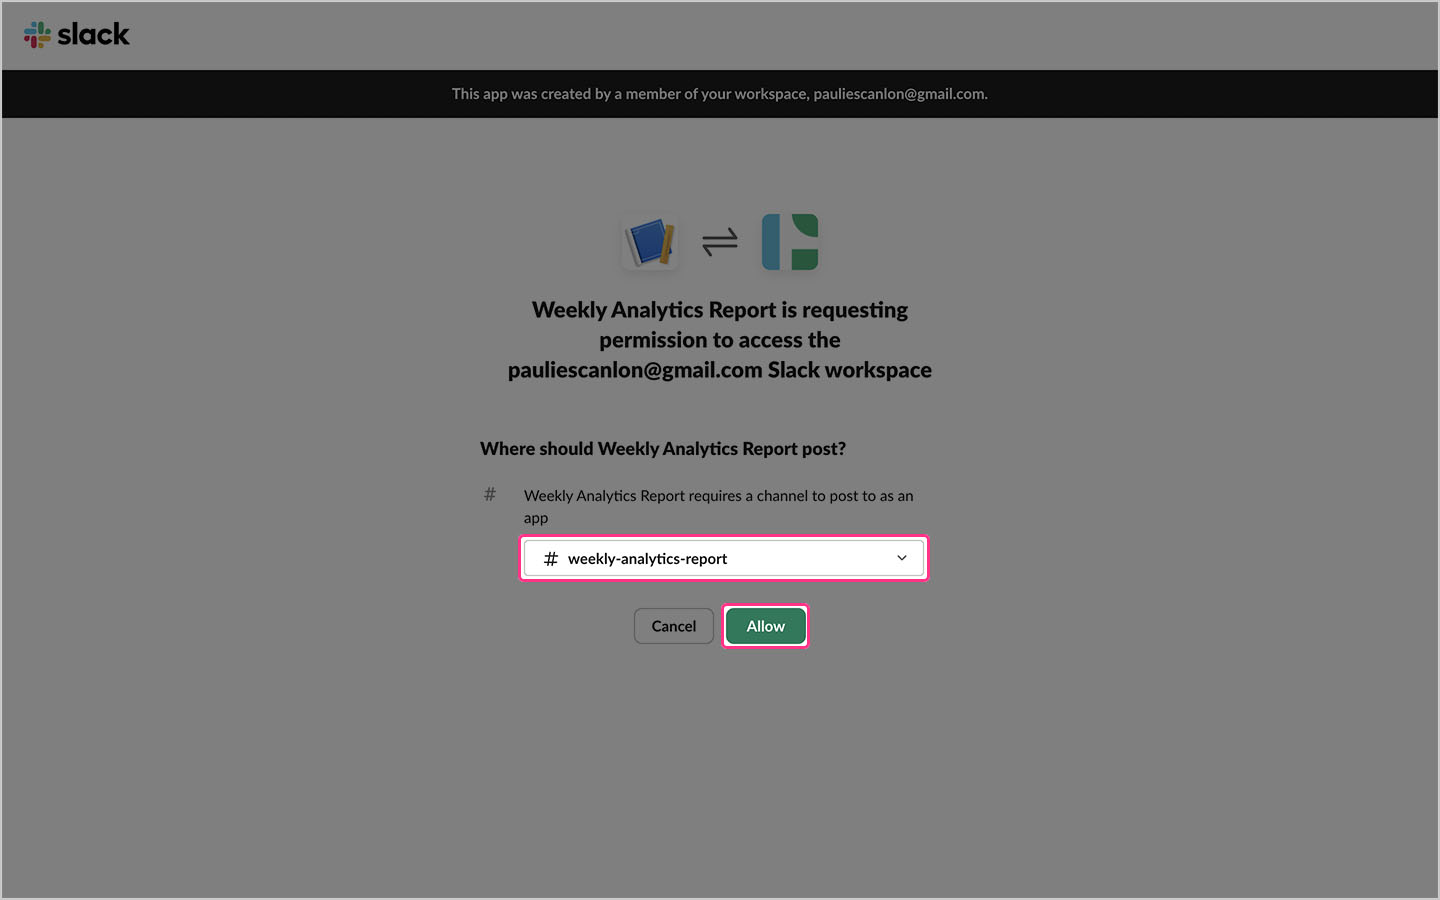 slack
This app was created by a member of your workspace, pauliescanlon@gmail.com.
Weekly Analytics Report is requesting
permission to access the
pauliescanlon@gmail.com Slack workspace
Where should Weekly Analytics Report post?
# Weekly Analytics Report requires a channel to post to as an
app
# weekly-analytics-report
Cancel Allow